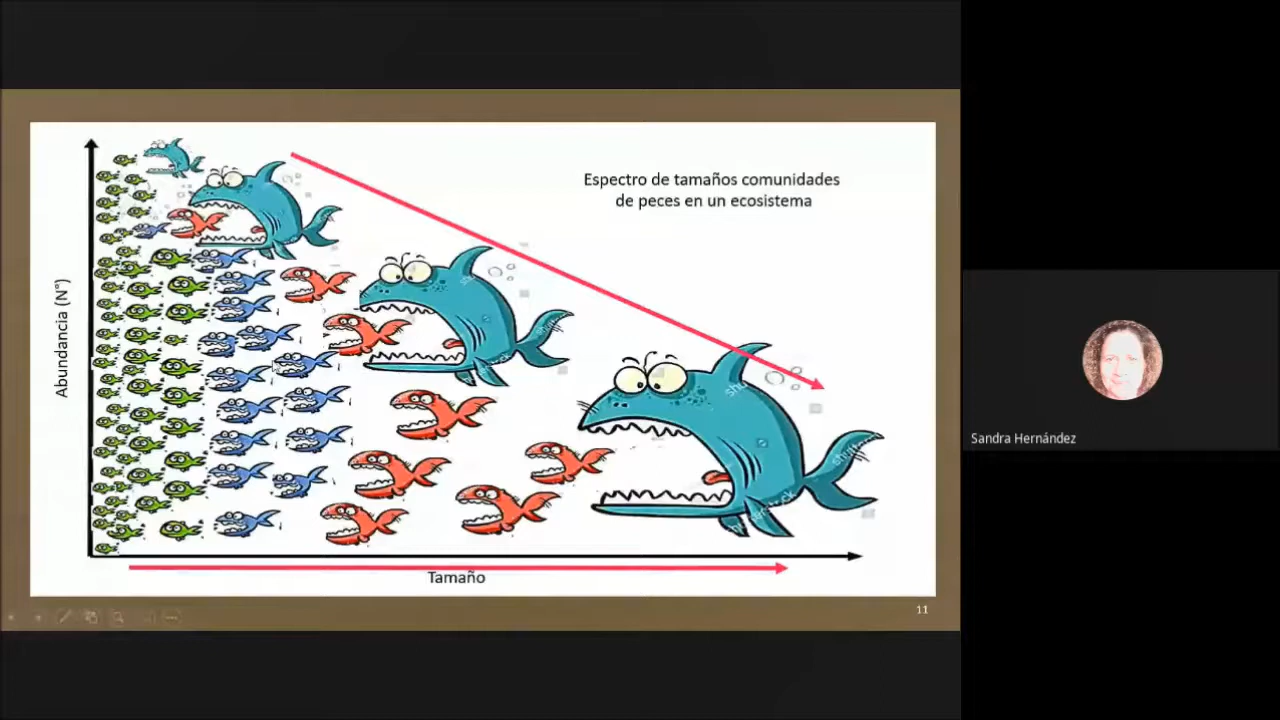 Espectro de tamaños comunidades
de peces en un ecosistema
Abundancia (N°)
Tamaño
11
Sandra Hernández